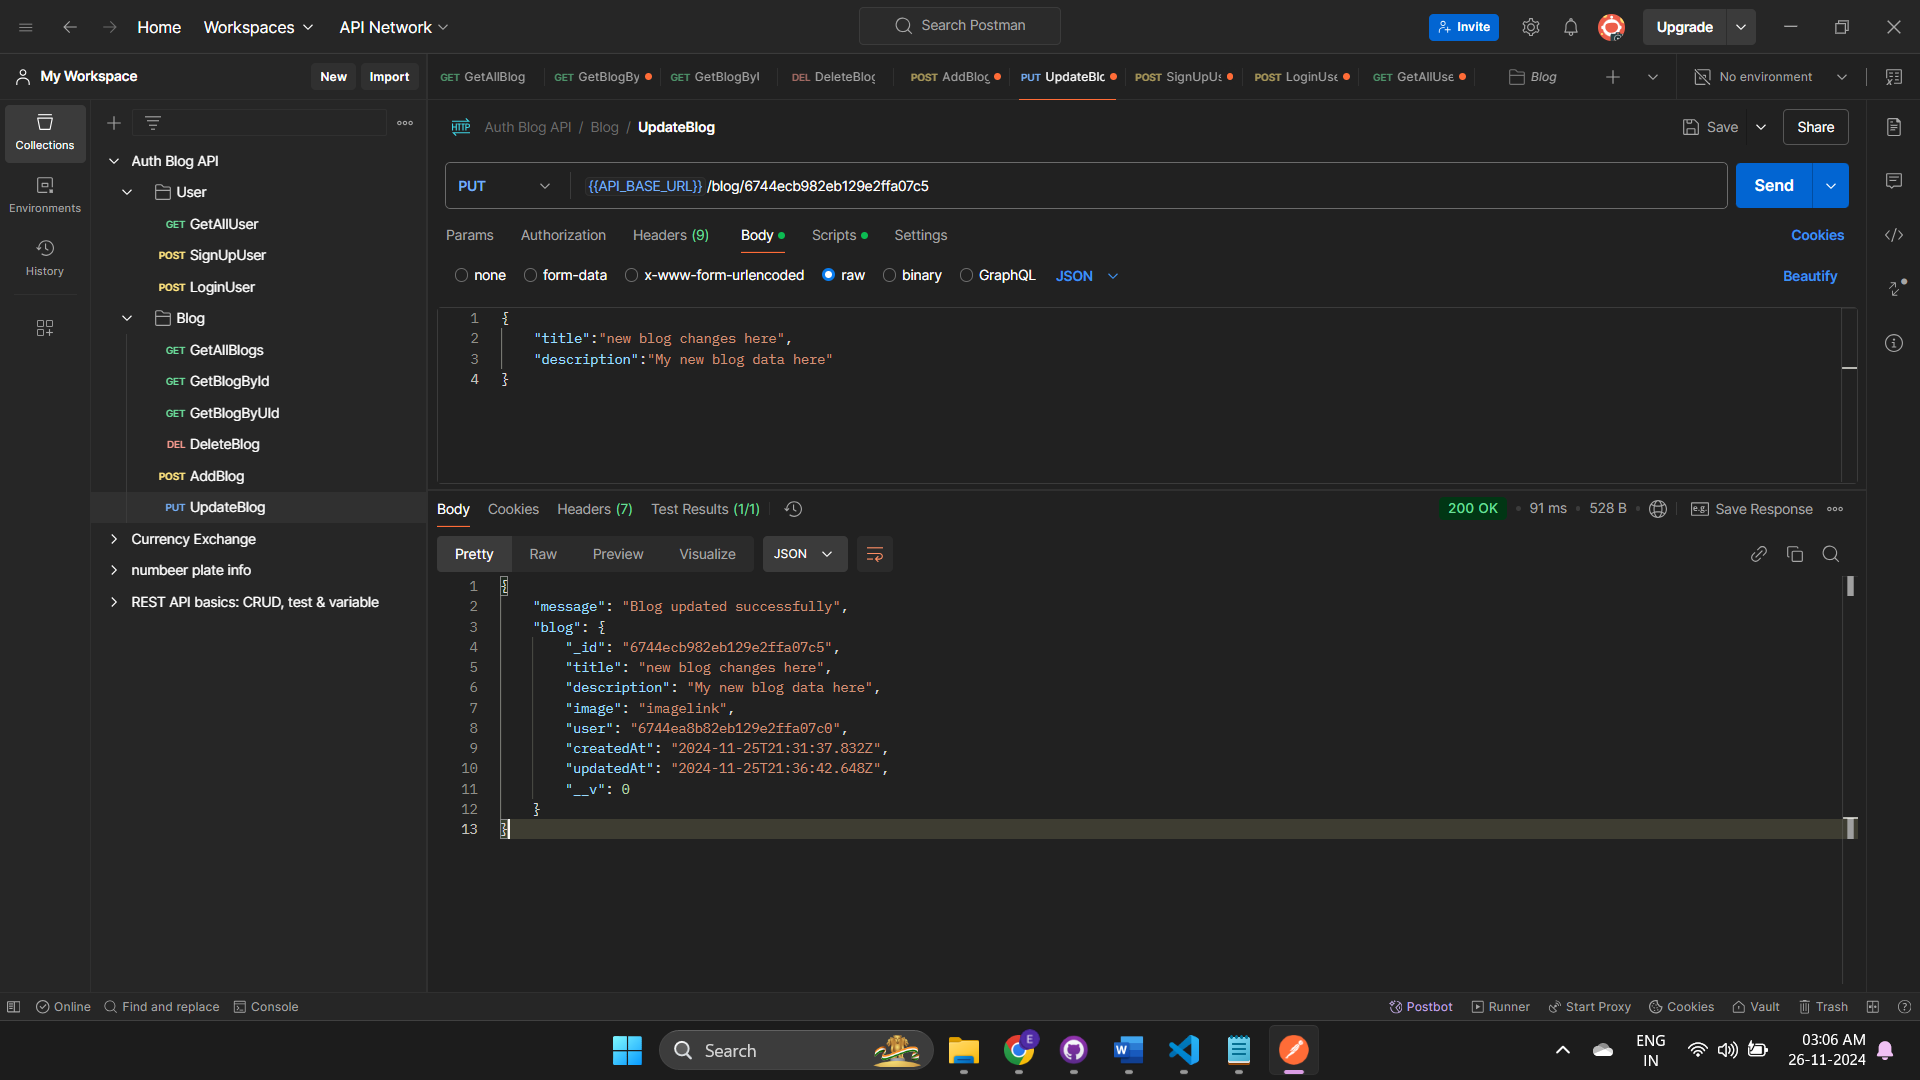 Home
Workspaces
API Network
Search Postman
Invite
Upgrade
My Workspace
New
Import
GET GetAllBlog
GET GetBlogBy
GET GetBlogByI
DEL DeleteBlog
POST AddBlog
PUT UpdateBlo
POST SignUpUs
POST LoginUse
GET GetAllUse
Blog
No environment
Collections
Environments
History
Auth Blog API
User
GET GetAllUser
POST SignUpUser
POST LoginUser
Blog
GET GetAllBlogs
GET GetBlogById
GET GetBlogByUId
DEL DeleteBlog
POST AddBlog
PUT UpdateBlog
Currency Exchange
numbeer plate info
REST API basics: CRUD, test & variable
HTTP Auth Blog API / Blog / UpdateBlog
Save
Share
PUT
{{API_BASE_URL}}/blog/6744ecb982eb129e2ffa07c5
Send
Params
Authorization
Headers (9)
Body
Scripts
Settings
Cookies
none
form-data
x-www-form-urlencoded
raw
binary
GraphQL
JSON
Beautify
1 {
2 "title":"new blog changes here",
3 "description":"My new blog data here"
4 }
Body
Cookies
Headers (7)
Test Results (1/1)
200 OK
91 ms
528 B
e.g. Save Response
Pretty
Raw
Preview
Visualize
JSON
1 {
2 "message": "Blog updated successfully",
3 "blog": {
4 "_id": "6744ecb982eb129e2ffa07c5",
5 "title": "new blog changes here",
6 "description": "My new blog data here",
7 "image": "imagelink",
8 "user": "6744ea8b82eb129e2ffa07c0",
9 "createdAt": "2024-11-25T21:31:37.832Z",
10 "updatedAt": "2024-11-25T21:36:42.648Z",
11 "__v": 0
12 }
13 }
Online
Find and replace
Console
Postbot
Runner
Start Proxy
Cookies
Vault
Trash
Search
E
W
ENG
IN
03:06 AM
26-11-2024